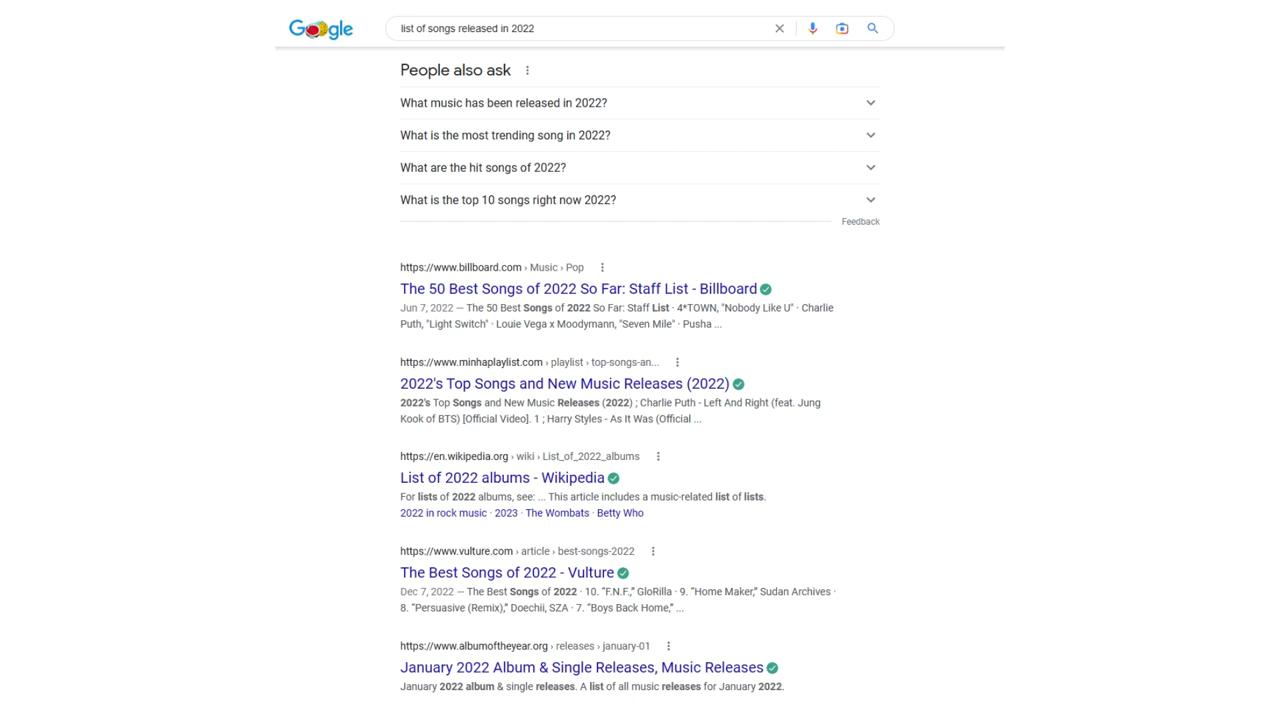 Google
list of songs released in 2022
People also ask
What music has been released in 2022?
What is the most trending song in 2022?
What are the hit songs of 2022?
What is the top 10 songs right now 2022?
Feedback
https://www.billboard.com › Music › Pop
The 50 Best Songs of 2022 So Far: Staff List - Billboard
Jun 7, 2022 — The 50 Best Songs of 2022 So Far: Staff List · 4*TOWN, "Nobody Like U" · Charlie
Puth, "Light Switch" · Louie Vega x Moodymann, "Seven Mile" · Pusha ...
https://www.minhaplaylist.com › playlist › top-songs-an...
2022's Top Songs and New Music Releases (2022)
2022's Top Songs and New Music Releases (2022) ; Charlie Puth - Left And Right (feat. Jung
Kook of BTS) [Official Video]. 1 ; Harry Styles - As It Was (Official ...
https://en.wikipedia.org › wiki › List_of_2022_albums
List of 2022 albums - Wikipedia
For lists of 2022 albums, see: ... This article includes a music-related list of lists.
2022 in rock music · 2023 · The Wombats · Betty Who
https://www.vulture.com › article › best-songs-2022
The Best Songs of 2022 - Vulture
Dec 7, 2022 — The Best Songs of 2022 · 10. “F.N.F.,” GloRilla · 9. “Home Maker,” Sudan Archives ·
8. “Persuasive (Remix),” Doechii, SZA · 7. “Boys Back Home,” ...
https://www.albumoftheyear.org › releases › january-01
January 2022 Album & Single Releases, Music Releases
January 2022 album & single releases. A list of all music releases for January 2022.